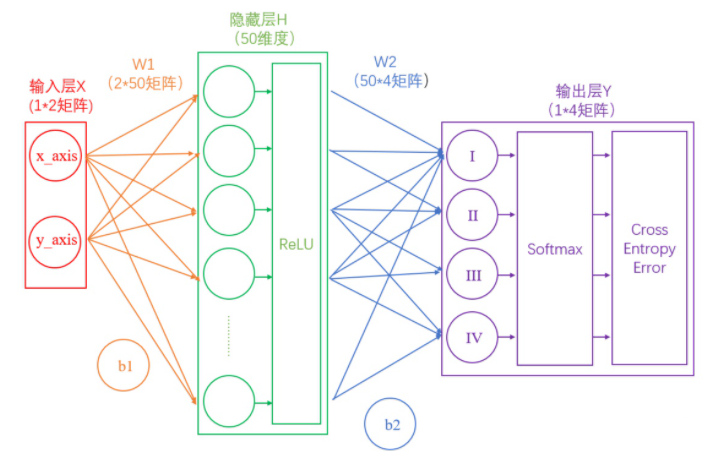 隐藏层H
（50维度）
W1
（2*50矩阵）
W2
（50*4矩阵）
输入层X
（1*2矩阵）
输出层Y
（1*4矩阵）
x_axis
y_axis
ReLU
I
II
III
IV
Softmax
Cross
Entropy
Error
b1
b2